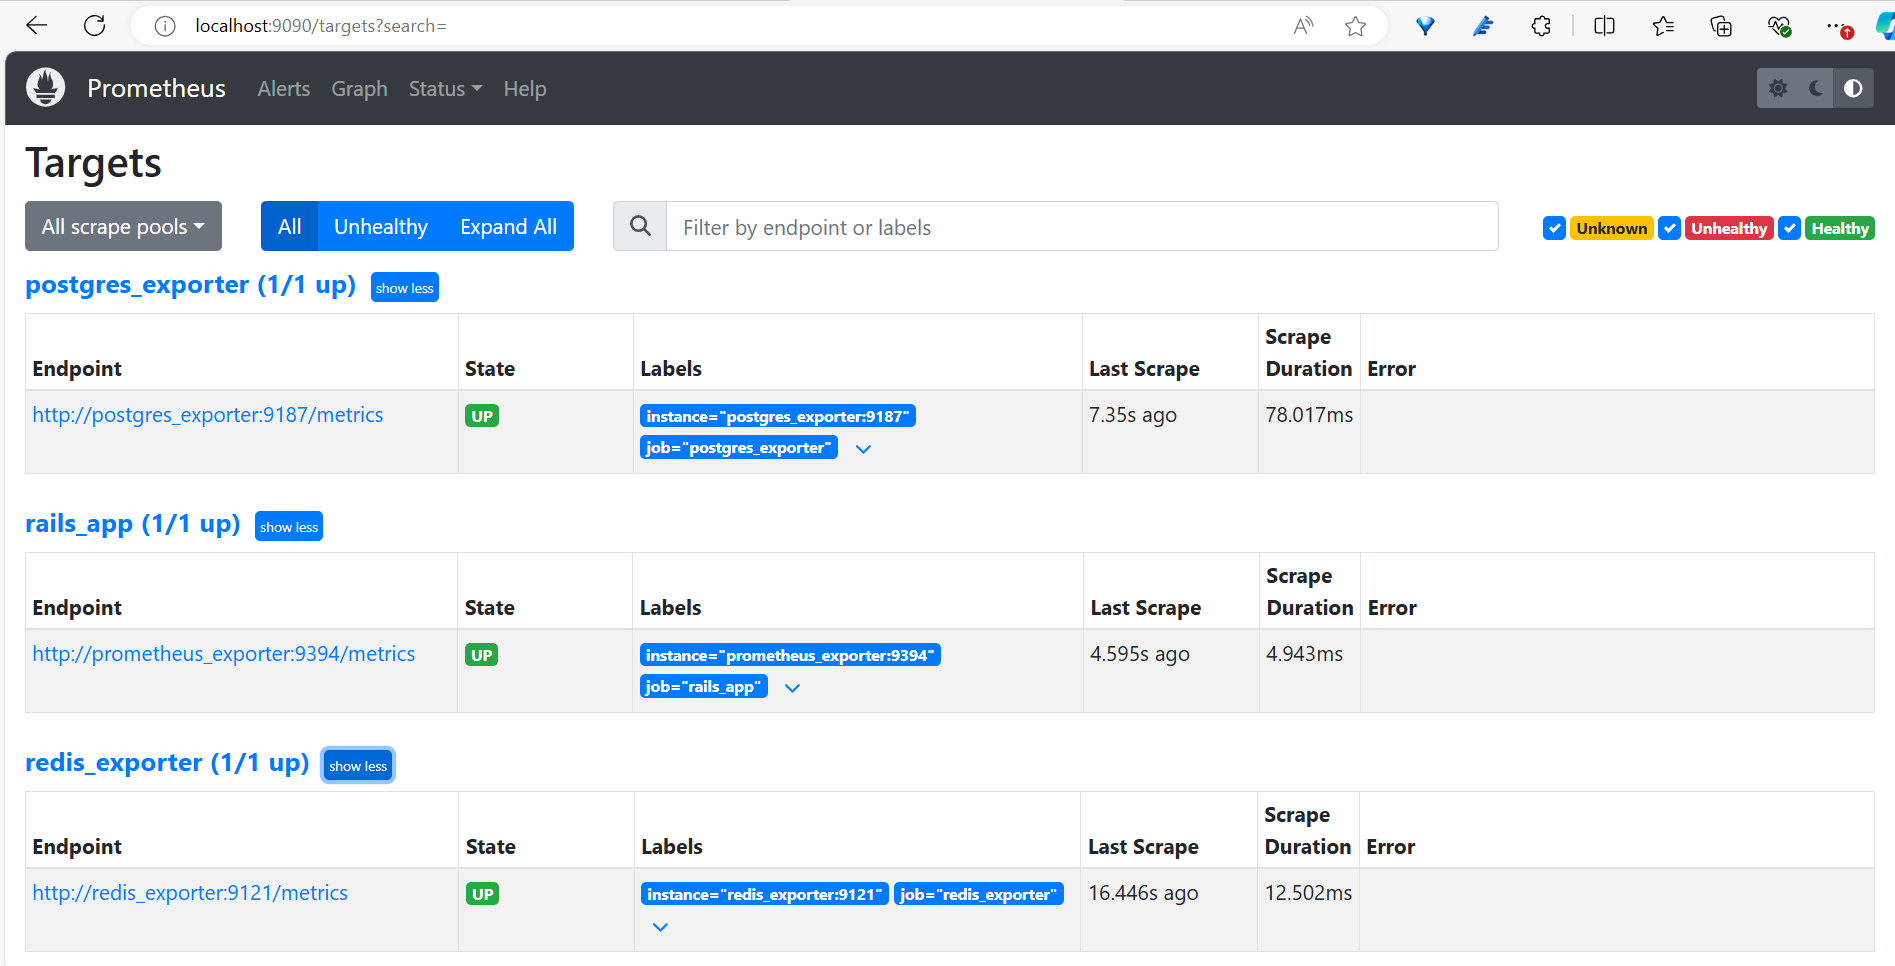 localhost:9090/targets?search=
Prometheus Alerts Graph Status Help
Targets
All scrape pools All Unhealthy Expand All Filter by endpoint or labels Unknown Unhealthy Healthy
postgres_exporter (1/1 up) show less
Endpoint State Labels Last Scrape Scrape Duration Error
http://postgres_exporter:9187/metrics UP instance="postgres_exporter:9187" 7.35s ago 78.017ms
job="postgres_exporter"
rails_app (1/1 up) show less
Endpoint State Labels Last Scrape Scrape Duration Error
http://prometheus_exporter:9394/metrics UP instance="prometheus_exporter:9394" 4.595s ago 4.943ms
job="rails_app"
redis_exporter (1/1 up) show less
Endpoint State Labels Last Scrape Scrape Duration Error
http://redis_exporter:9121/metrics UP instance="redis_exporter:9121" job="redis_exporter" 16.446s ago 12.502ms